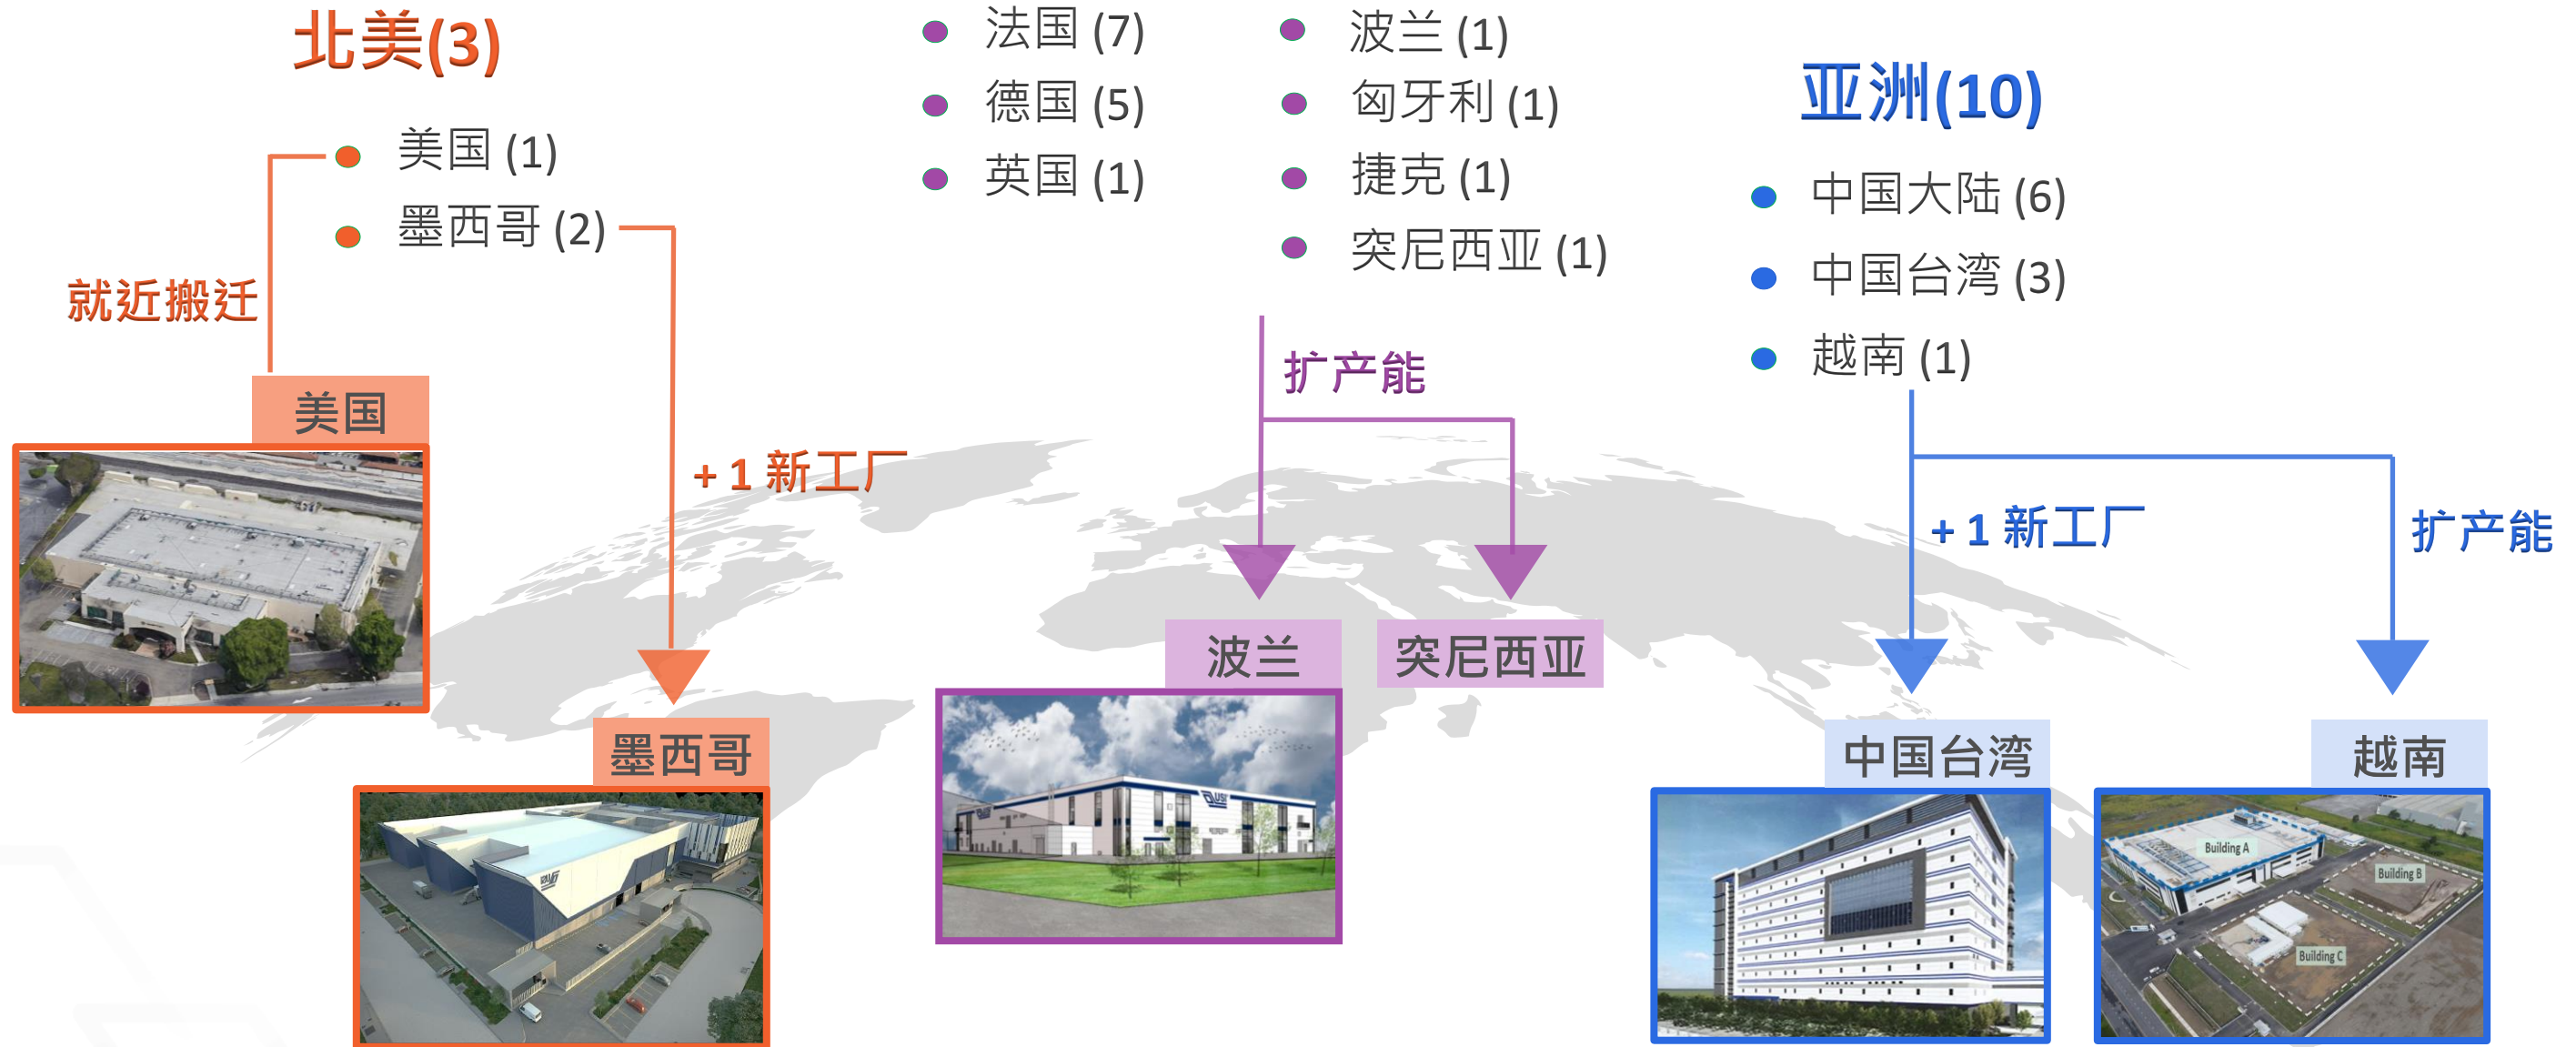 北美(3)
美国 (1)
墨西哥 (2)
就近搬迁
美国
+ 1 新工厂
墨西哥
法国 (7)
德国 (5)
英国 (1)
波兰 (1)
匈牙利 (1)
捷克 (1)
突尼西亚 (1)
扩产能
波兰
突尼西亚
USI
亚洲(10)
中国大陆 (6)
中国台湾 (3)
越南 (1)
+ 1 新工厂
扩产能
中国台湾
越南
Building A
Building B
Building C